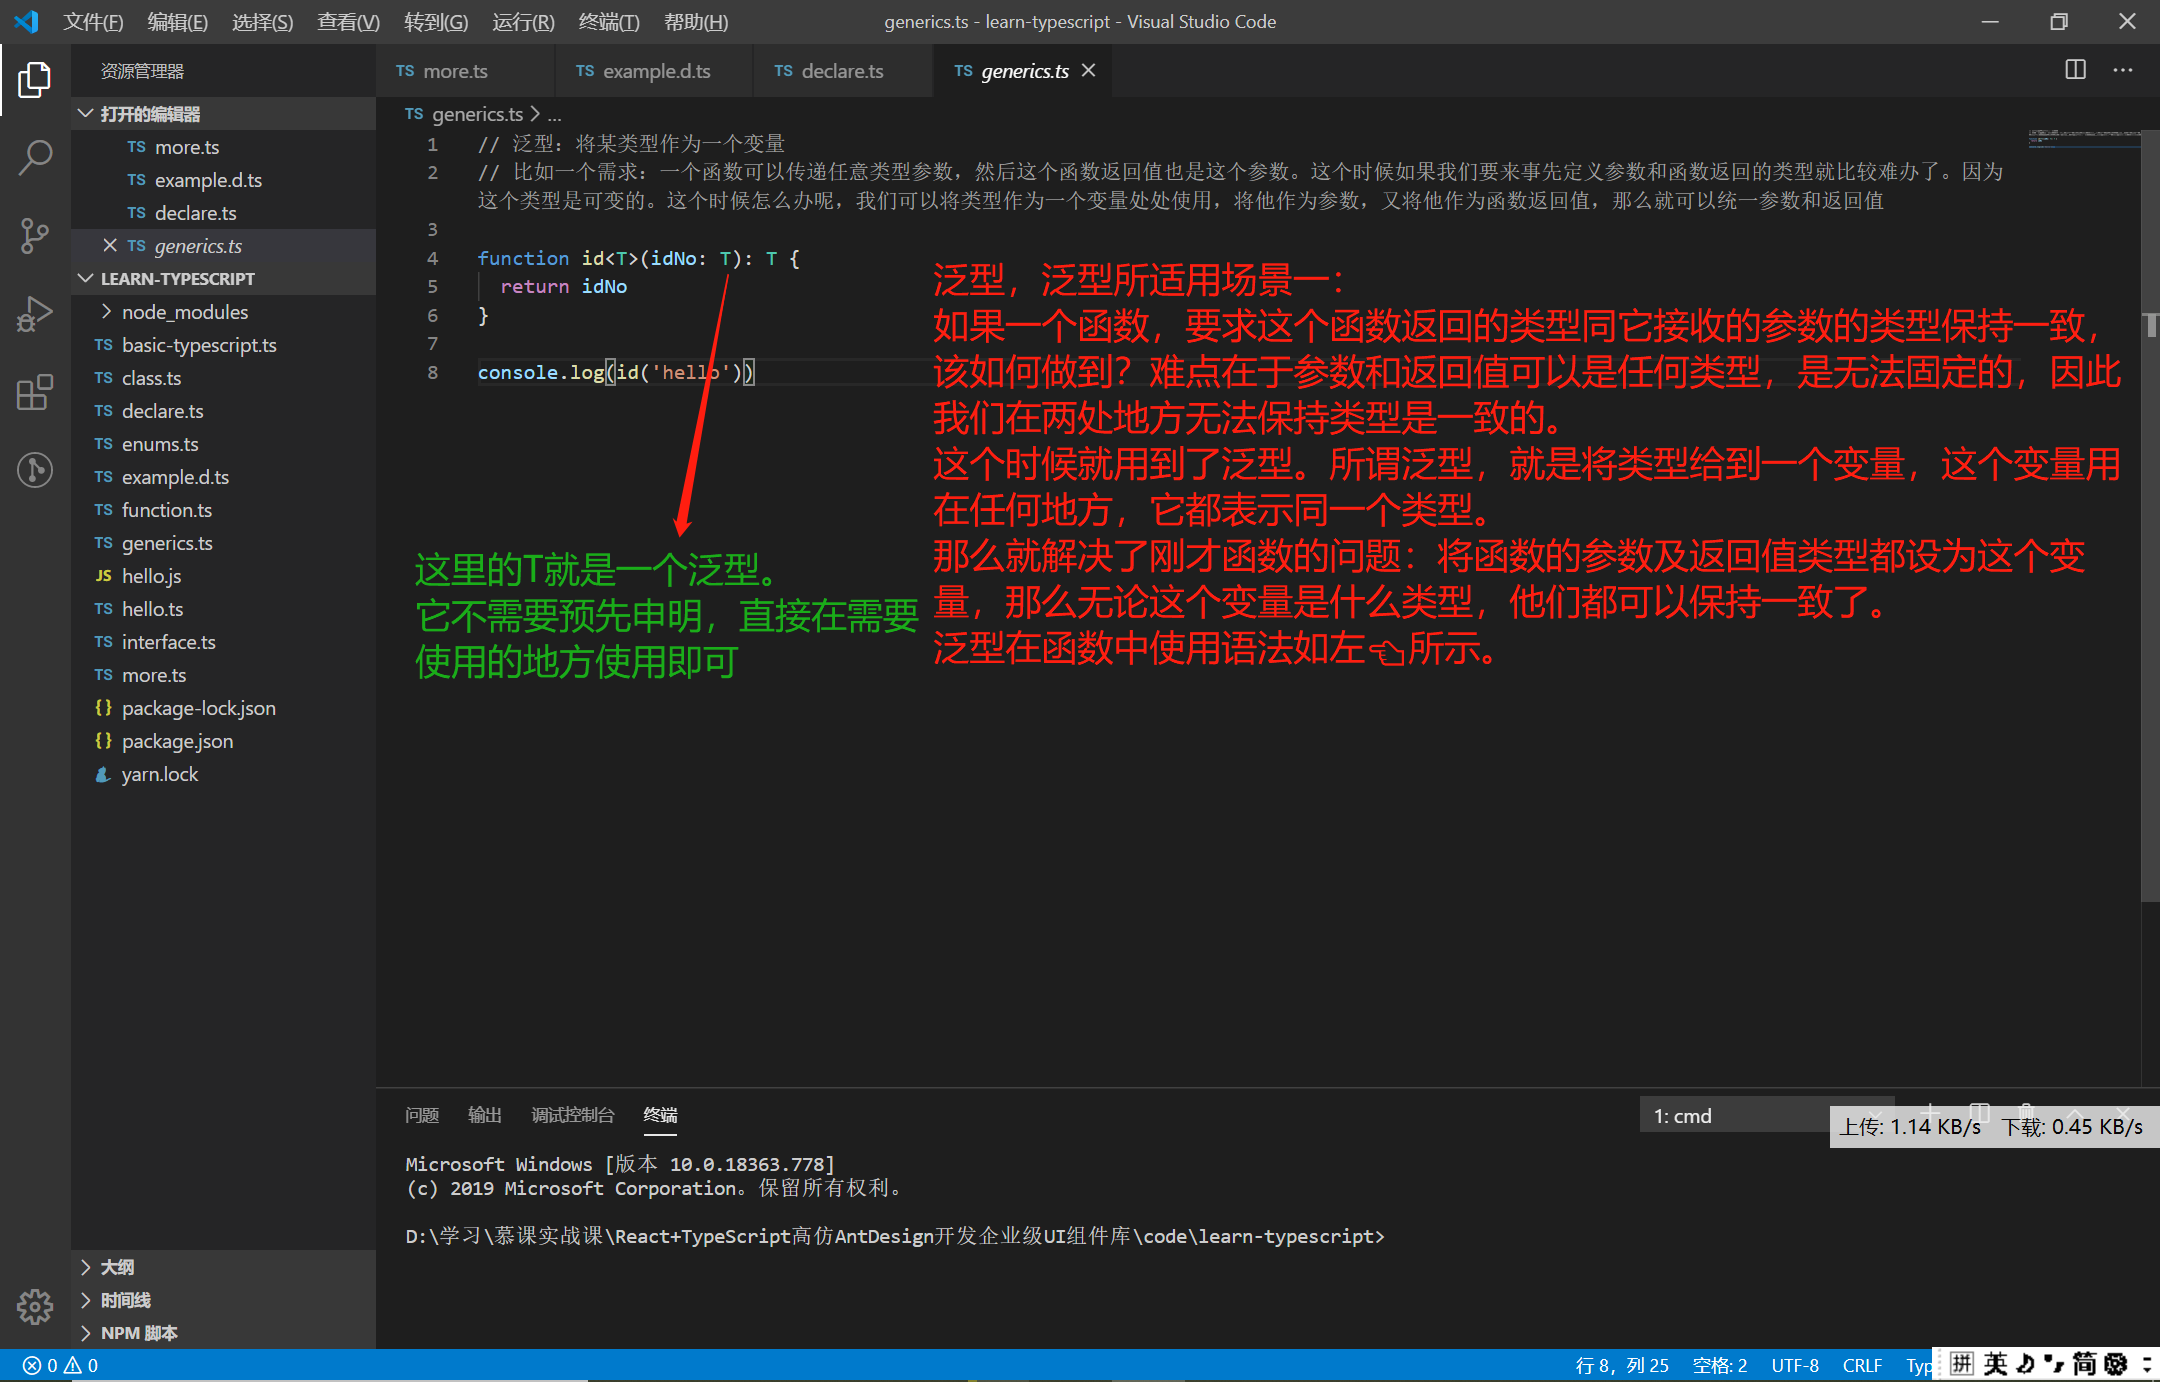 文件(F) 编辑(E) 选择(S) 查看(V) 转到(G) 运行(R) 终端(T) 帮助(H) generics.ts - learn-typescript - Visual Studio Code
资源管理器
TS more.ts TS example.d.ts TS declare.ts TS generics.ts
打开的编辑器
TS more.ts
TS example.d.ts
TS declare.ts
TS generics.ts
LEARN-TYPESCRIPT
node_modules
TS basic-typescript.ts
TS class.ts
TS declare.ts
TS enums.ts
TS example.d.ts
TS function.ts
TS generics.ts
JS hello.js
TS hello.ts
TS interface.ts
TS more.ts
{} package-lock.json
{} package.json
yarn.lock
大纲
时间线
NPM 脚本
TS generics.ts > ...
1 // 泛型：将某类型作为一个变量
2 // 比如一个需求：一个函数可以传递任意类型参数，然后这个函数返回值也是这个参数。这个时候如果我们要来事先定义参数和函数返回的类型就比较难办了。因为
这个类型是可变的。这个时候怎么办呢，我们可以将类型作为一个变量处处使用，将他作为参数，又将他作为函数返回值，那么就可以统一参数和返回值
3
4 function id<T>(idNo: T): T {
5 return idNo
6 }
7
8 console.log(id('hello'))
泛型，泛型所适用场景一：
如果一个函数，要求这个函数返回的类型同它接收的参数的类型保持一致，
该如何做到？难点在于参数和返回值可以是任何类型，是无法固定的，因此
我们在两处地方无法保持类型是一致的。
这个时候就用到了泛型。所谓泛型，就是将类型给到一个变量，这个变量用
在任何地方，它都表示同一个类型。
那么就解决了刚才函数的问题：将函数的参数及返回值类型都设为这个变
量，那么无论这个变量是什么类型，他们都可以保持一致了。
泛型在函数中使用语法如左👈所示。
这里的T就是一个泛型。
它不需要预先申明，直接在需要
使用的地方使用即可
问题 输出 调试控制台 终端 1: cmd
上传: 1.14 KB/s 下载: 0.45 KB/s
Microsoft Windows [版本 10.0.18363.778]
(c) 2019 Microsoft Corporation。保留所有权利。
D:\学习\慕课实战课\React+TypeScript高仿AntDesign开发企业级UI组件库\code\learn-typescript>
0 0 行 8，列 25 空格: 2 UTF-8 CRLF Typ 拼 英 简